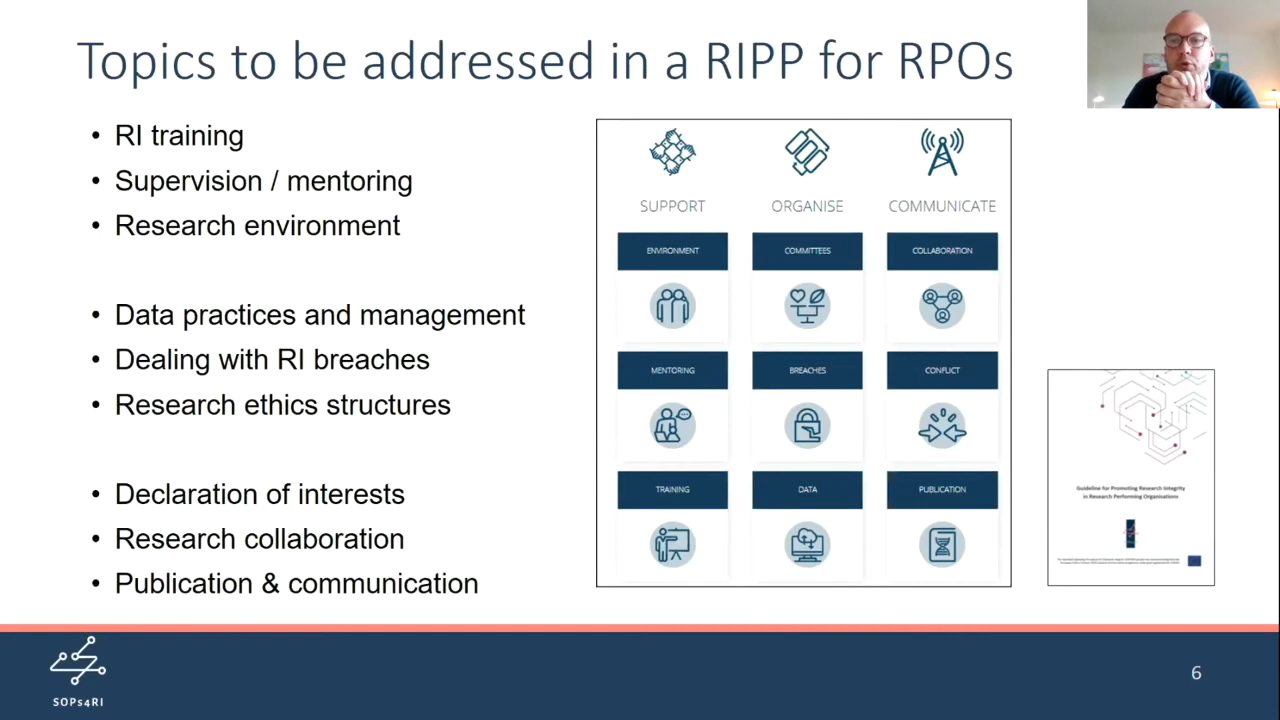 Topics to be addressed in a RIPP for RPOs
• RI training
• Supervision / mentoring
• Research environment
• Data practices and management
• Dealing with RI breaches
• Research ethics structures
• Declaration of interests
• Research collaboration
• Publication & communication
SUPPORT
ORGANISE
COMMUNICATE
ENVIRONMENT
COMMITTEES
COLLABORATION
MENTORING
BREACHES
CONFLICT
TRAINING
DATA
PUBLICATION
Guideline for Promoting Research Integrity
in Research Performing Organisations
SOPs4RI
6